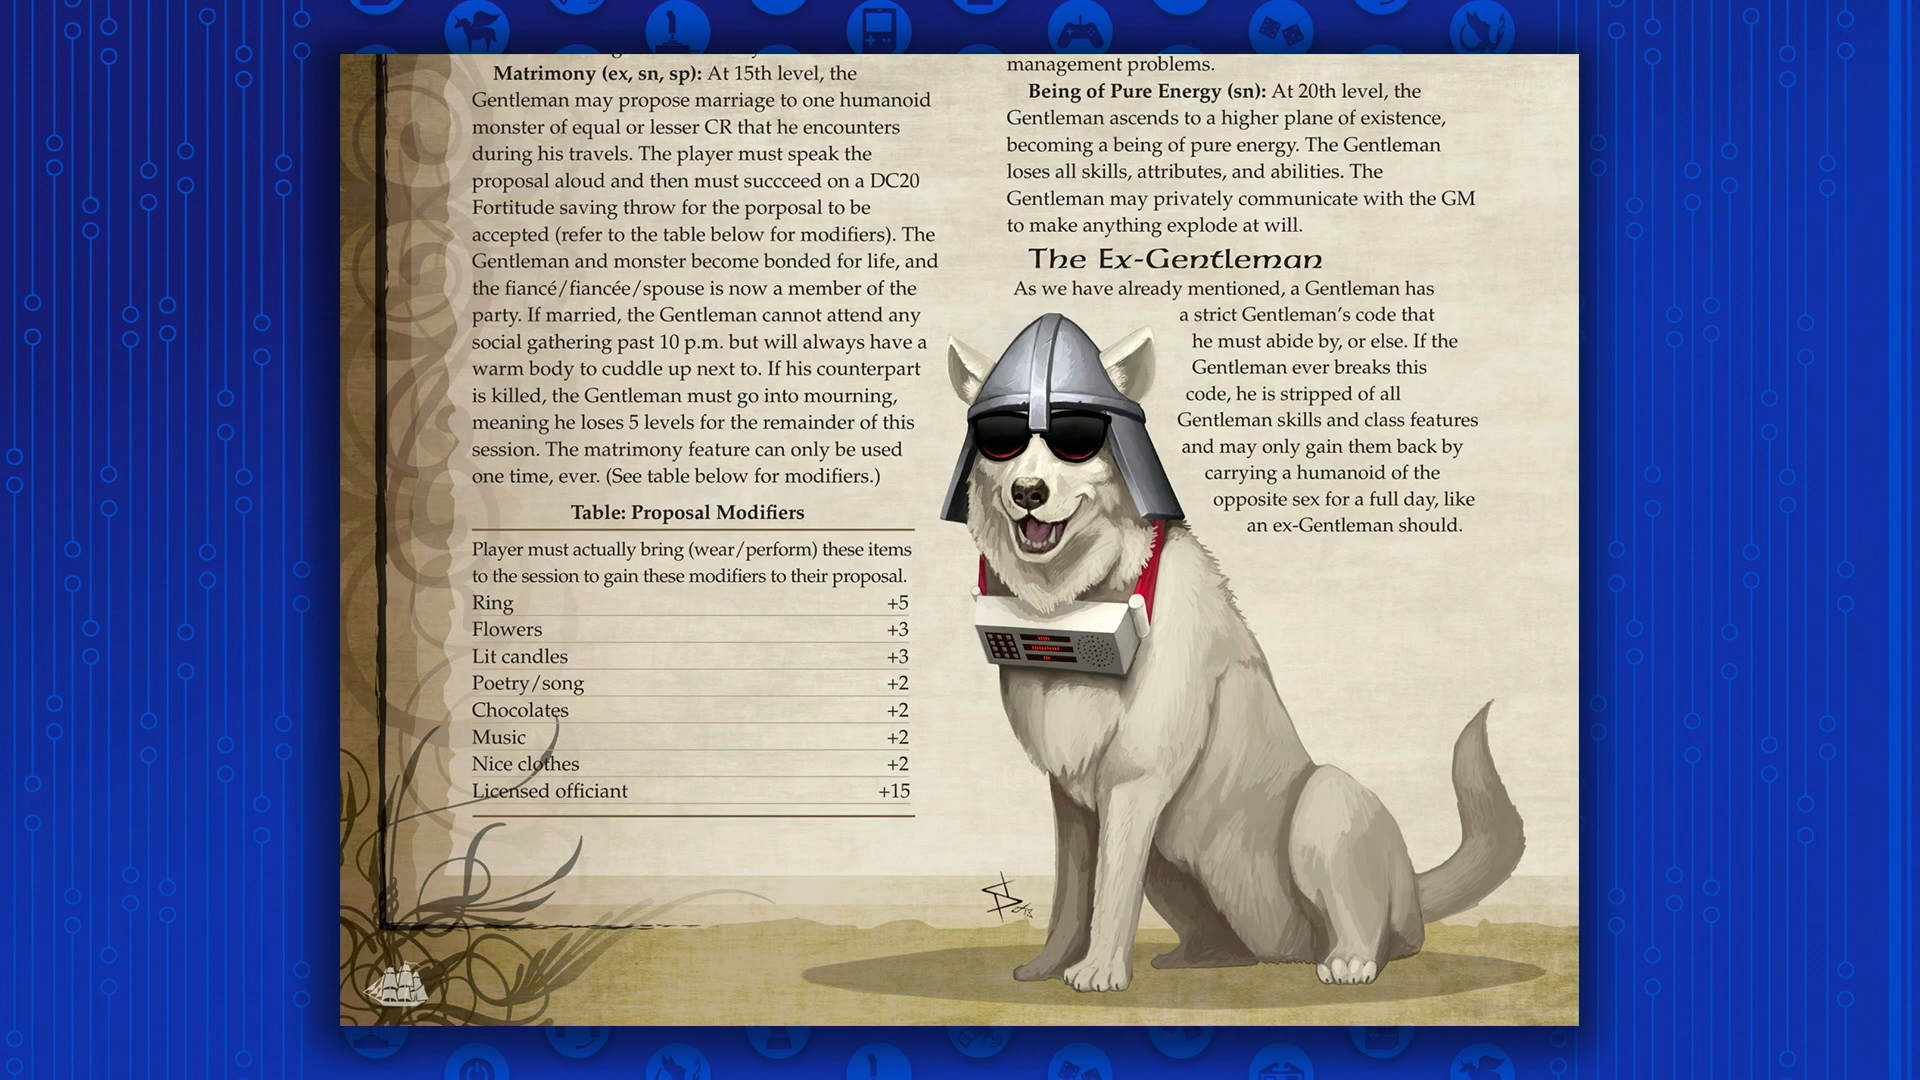 Matrimony (ex, sn, sp): At 15th level, the
Gentleman may propose marriage to one humanoid
monster of equal or lesser CR that he encounters
during his travels. The player must speak the
proposal aloud and then must succceed on a DC20
Fortitude saving throw for the porposal to be
accepted (refer to the table below for modifiers). The
Gentleman and monster become bonded for life, and
the fiancé/fiancée/spouse is now a member of the
party. If married, the Gentleman cannot attend any
social gathering past 10 p.m. but will always have a
warm body to cuddle up next to. If his counterpart
is killed, the Gentleman must go into mourning,
meaning he loses 5 levels for the remainder of this
session. The matrimony feature can only be used
one time, ever. (See table below for modifiers.)
Table: Proposal Modifiers
Player must actually bring (wear/perform) these items
to the session to gain these modifiers to their proposal.
Ring +5
Flowers +3
Lit candles +3
Poetry/song +2
Chocolates +2
Music +2
Nice clothes +2
Licensed officiant +15
management problems.
Being of Pure Energy (sn): At 20th level, the
Gentleman ascends to a higher plane of existence,
becoming a being of pure energy. The Gentleman
loses all skills, attributes, and abilities. The
Gentleman may privately communicate with the GM
to make anything explode at will.
The Ex-Gentleman
As we have already mentioned, a Gentleman has
a strict Gentleman's code that
he must abide by, or else. If the
Gentleman ever breaks this
code, he is stripped of all
Gentleman skills and class features
and may only gain them back by
carrying a humanoid of the
opposite sex for a full day, like
an ex-Gentleman should.